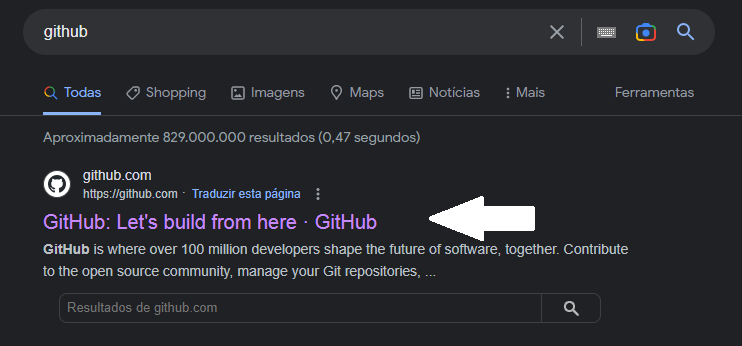 github
Todas Shopping Imagens Maps Notícias Mais Ferramentas
Aproximadamente 829.000.000 resultados (0,47 segundos)
github.com
https://github.com · Traduzir esta página
GitHub: Let's build from here · GitHub
GitHub is where over 100 million developers shape the future of software, together. Contribute
to the open source community, manage your Git repositories, ...
Resultados de github.com